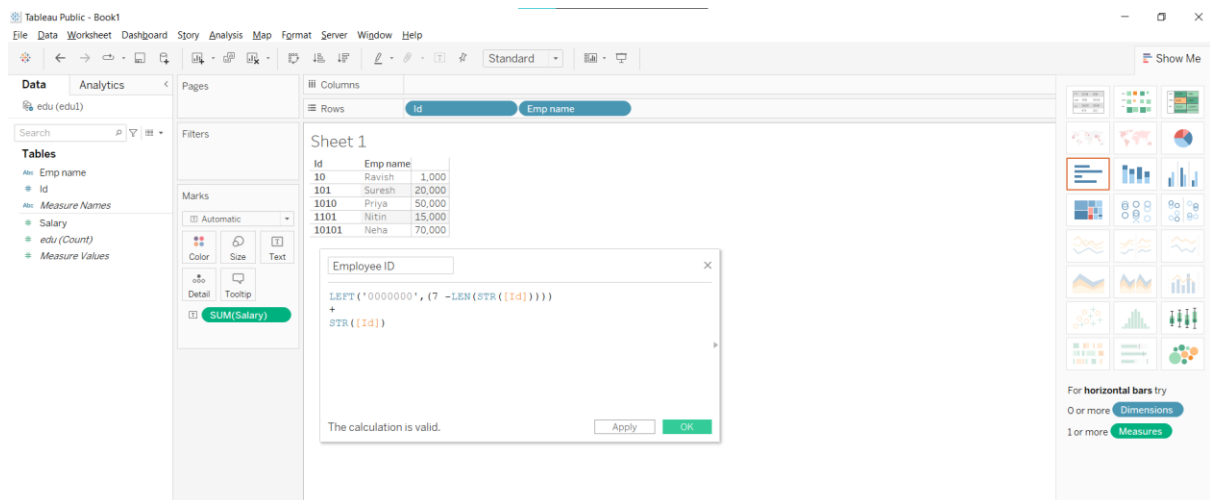 Tableau Public - Book1
File Data Worksheet Dashboard Story Analysis Map Format Server Window Help
Standard
Show Me
Data Analytics
Pages
Columns
edu (edu1)
Rows Id Emp name
Search
Filters
Sheet 1
Tables
Abc Emp name
# Id
Abc Measure Names
# Salary
# edu (Count)
# Measure Values
Id Emp name
10 Ravish 1,000
101 Suresh 20,000
1010 Priya 50,000
1101 Nitin 15,000
10101 Neha 70,000
Marks
Automatic
Color Size Text
Detail Tooltip
SUM(Salary)
Employee ID
LEFT('0000000',(7 -LEN(STR([Id]))))
+
STR([Id])
The calculation is valid.
Apply OK
For horizontal bars try
0 or more Dimensions
1 or more Measures